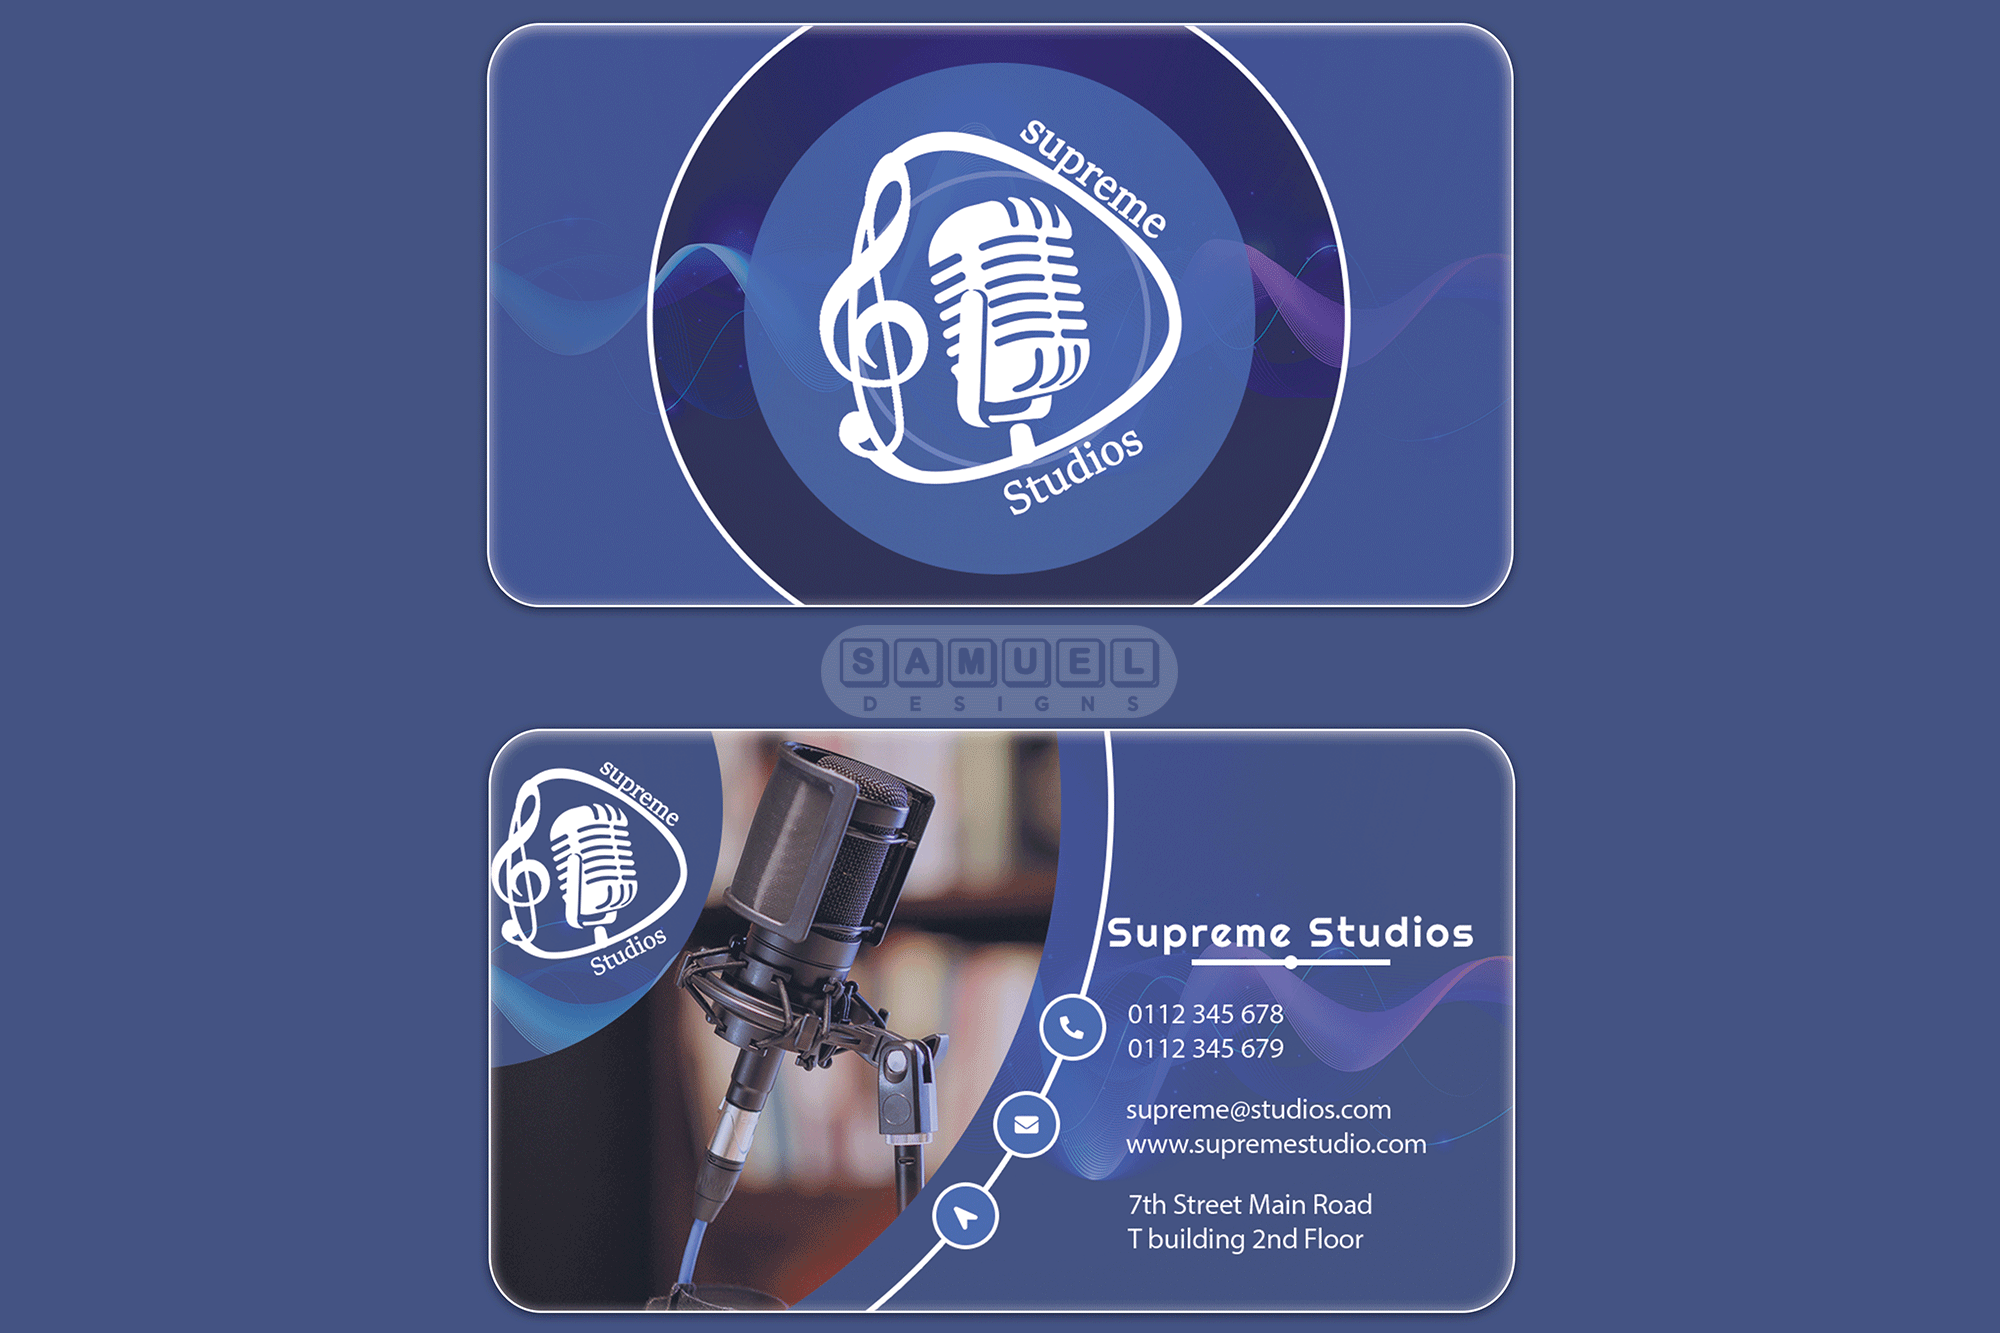 supreme
Studios
SAMUEL
DESIGNS
supreme
Studios
Supreme Studios
0112 345 678
0112 345 679
supreme@studios.com
www.supremestudio.com
7th Street Main Road
T building 2nd Floor